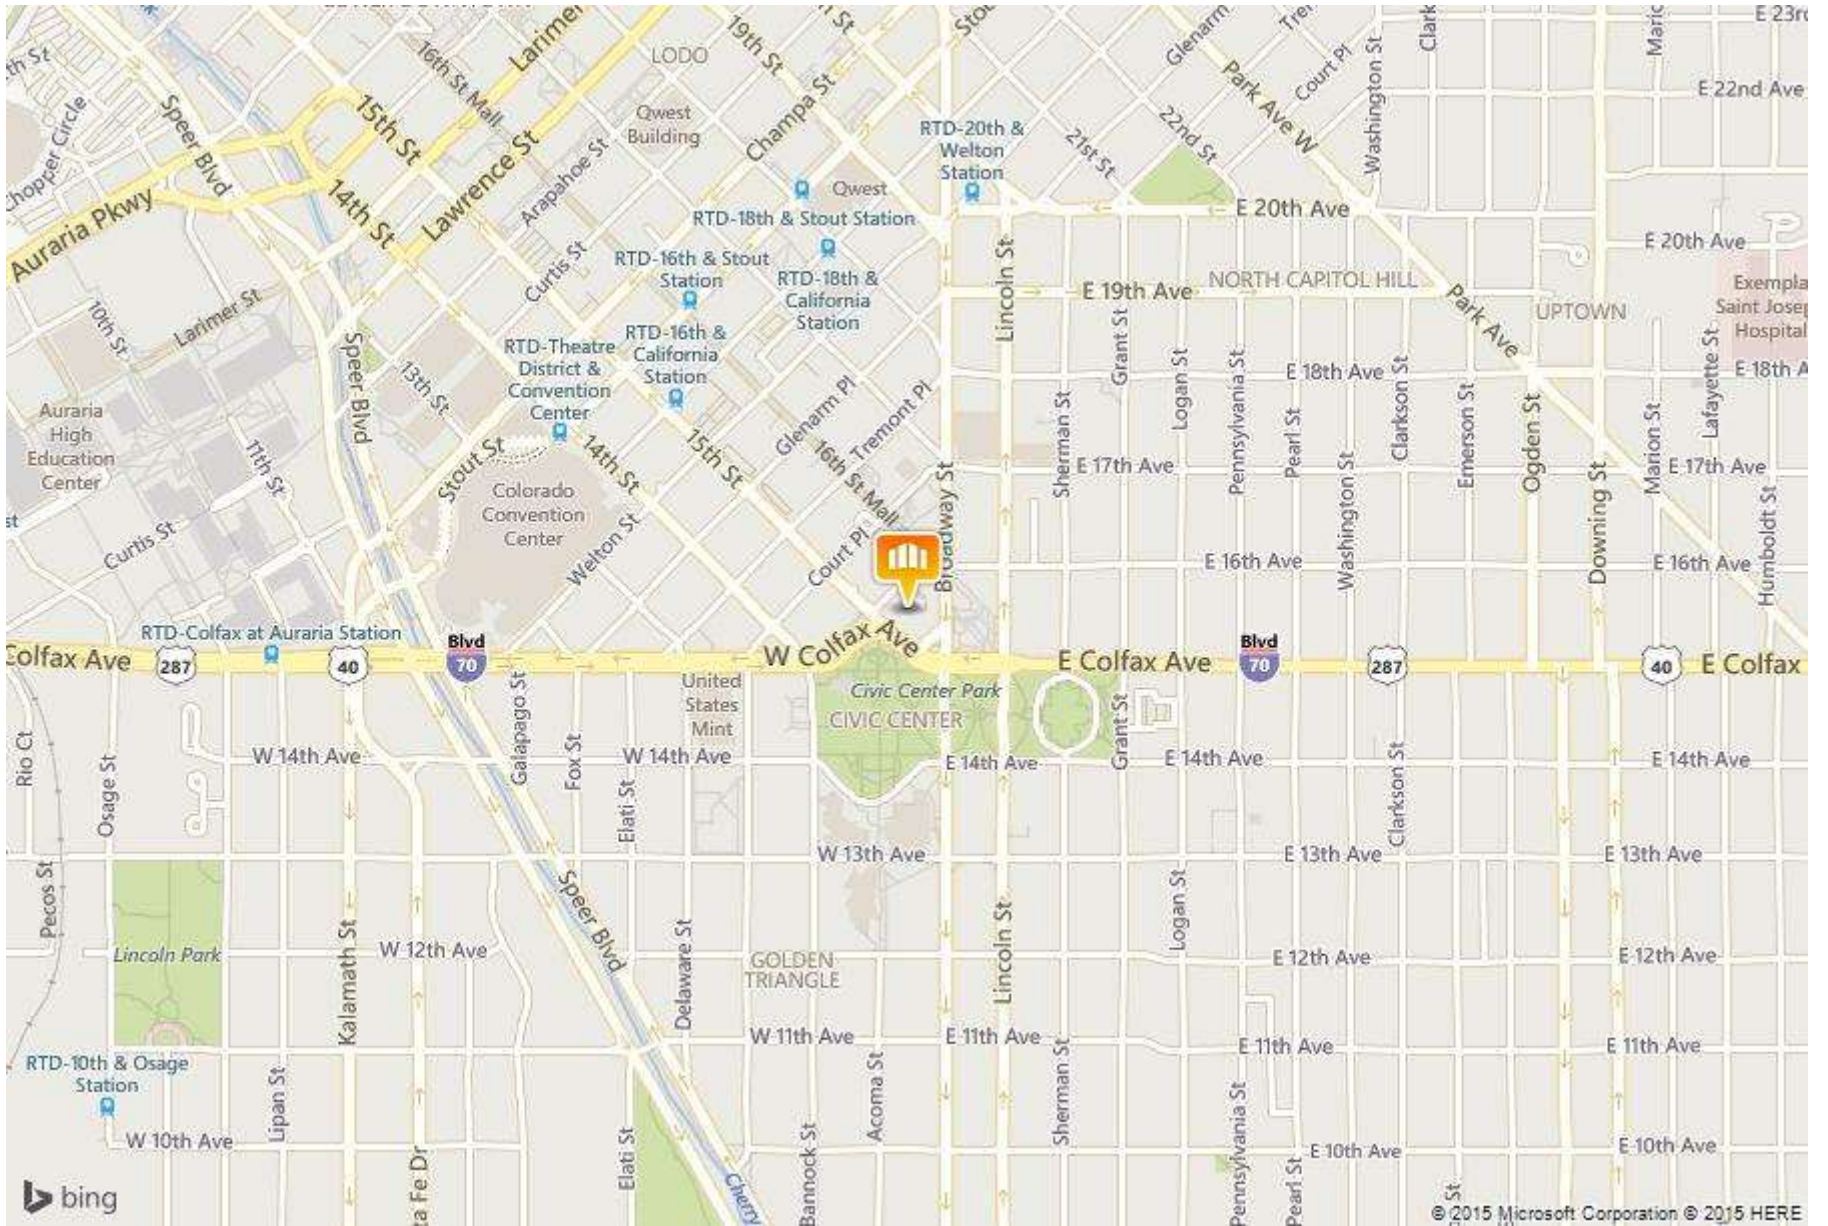 19th St
Larimer
LODO
16th St Mall
Qwest
Building
Champa St
15th St
Speer Blvd
Chopper Circle
Lawrence St
Arapahoe St
RTD-20th &
Welton
Station
21st St
22nd St
Glenarm
Court Pl
Park Ave W
Washington St
Clark
E 22nd Ave
14th St
Auraria Pkwy
Qwest
RTD-18th & Stout Station
E 20th Ave
E 20th Ave
Curtis St
RTD-16th & Stout
Station
RTD-18th &
California
Station
Lincoln St
E 19th Ave
NORTH CAPITOL HILL
Park Ave
UPTOWN
Exempla
Saint Josep
Hospital
10th St
Larimer St
Speer Blvd
RTD-Theatre
District &
Convention
Center
RTD-16th &
California
Station
Grant St
Logan St
Pennsylvania St
E 18th Ave
Clarkson St
Lafayette St
E 18th A
13th St
Auraria
High
Education
Center
11th St
Stout St
14th St
15th St
Glenarm Pl
Tremont Pl
16th St Mall
Sherman St
E 17th Ave
Pearl St
Emerson St
Ogden St
Marion St
E 17th Ave
Colorado
Convention
Center
Curtis St
Welton St
Court Pl
Broadway St
E 16th Ave
Washington St
Downing St
E 16th Ave
Humboldt St
RTD-Colfax at Auraria Station
Colfax Ave
287
40
Blvd
70
W Colfax Ave
E Colfax Ave
Blvd
70
287
40
E Colfax
United
States
Mint
Civic Center Park
CIVIC CENTER
Rio Ct
Osage St
W 14th Ave
Galapago St
Fox St
Elati St
W 14th Ave
E 14th Ave
Grant St
E 14th Ave
Clarkson St
E 14th Ave
W 13th Ave
E 13th Ave
E 13th Ave
Pecos St
Lincoln Park
Kalamath St
W 12th Ave
Speer Blvd
Delaware St
GOLDEN
TRIANGLE
Lincoln St
Logan St
E 12th Ave
E 12th Ave
W 11th Ave
E 11th Ave
E 11th Ave
E 11th Ave
RTD-10th & Osage
Station
Lipan St
W 10th Ave
Elati St
Cherry
Bannock St
Acoma St
Sherman St
Pennsylvania St
Pearl St
E 10th Ave
E 10th Ave
bing
© 2015 Microsoft Corporation © 2015 HERE